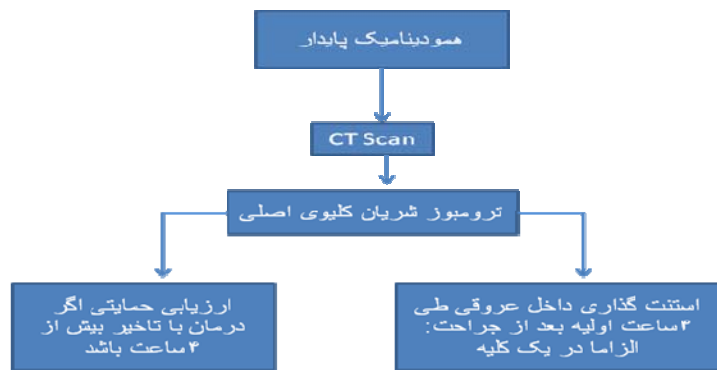 همودینامیک پایدار
CT Scan
ترومبوز شریان کلیوی اصلی
استنت گذاری داخل عروقی طی
۳ساعت اولیه بعد از جراحت:
الزاما در یک کلیه
ارزیابی حمایتی اگر
درمان با تاخیر بیش از
۴ساعت باشد